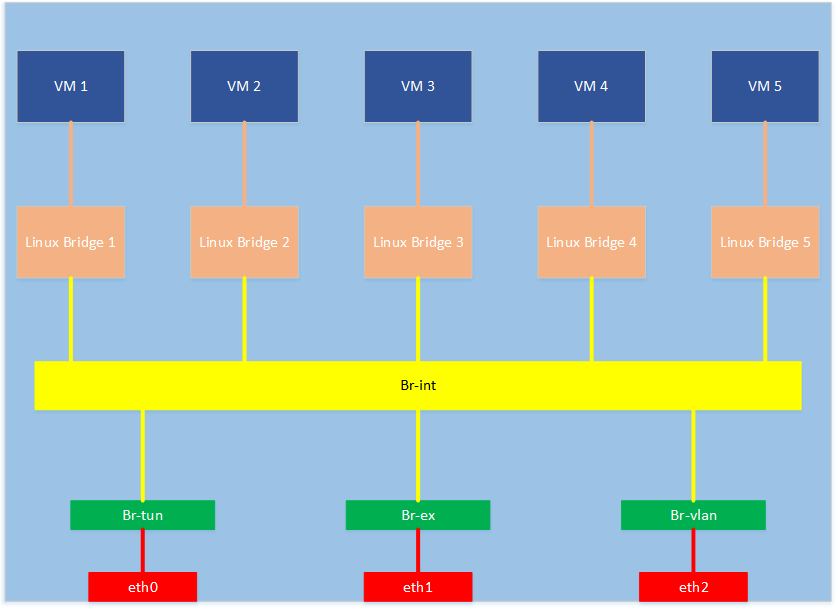 VM 1
VM 2
VM 3
VM 4
VM 5
Linux Bridge 1
Linux Bridge 2
Linux Bridge 3
Linux Bridge 4
Linux Bridge 5
Br-int
Br-tun
Br-ex
Br-vlan
eth0
eth1
eth2